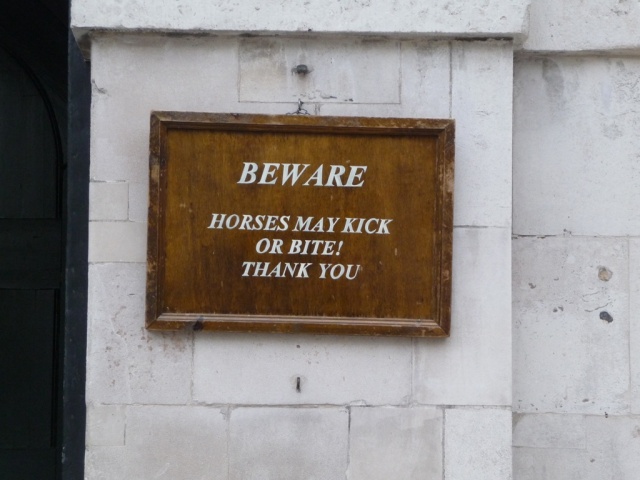 BEWARE
HORSES MAY KICK
OR BITE!
THANK YOU